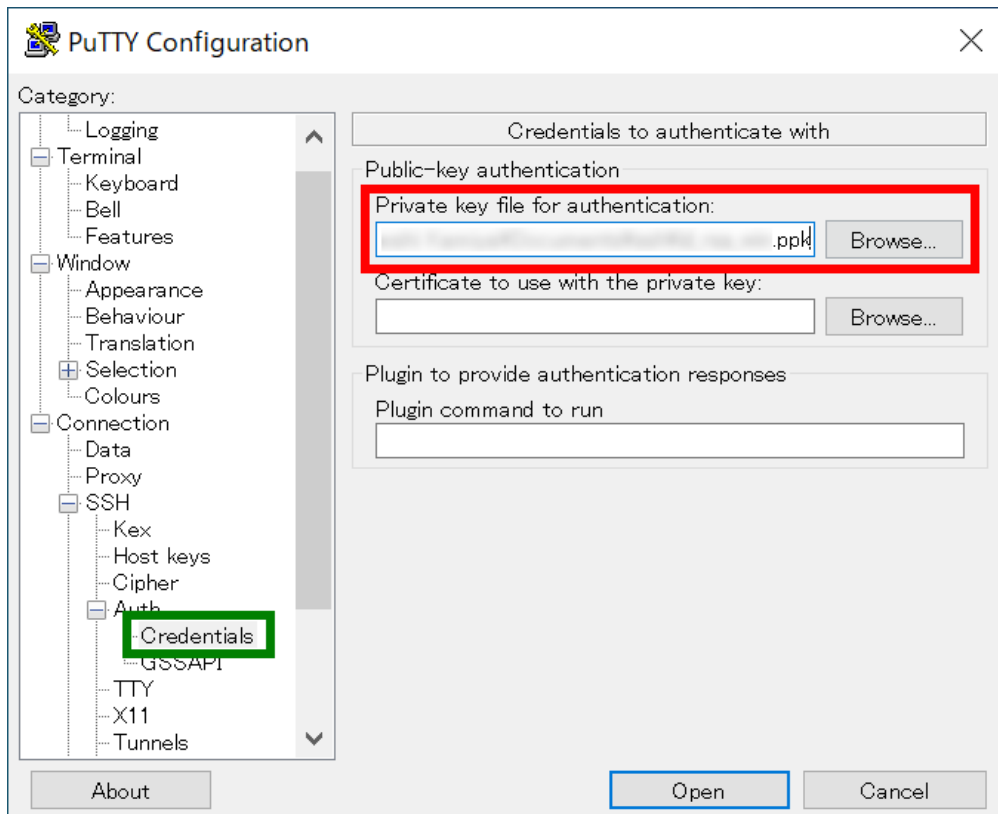 PuTTY Configuration
Category:
Logging
Terminal
Keyboard
Bell
Features
Window
Appearance
Behaviour
Translation
Selection
Colours
Connection
Data
Proxy
SSH
Kex
Host keys
Cipher
Auth
Credentials
GSSAPI
TTY
X11
Tunnels
Credentials to authenticate with
Public-key authentication
Private key file for authentication:
.ppk
Browse...
Certificate to use with the private key:
Browse...
Plugin to provide authentication responses
Plugin command to run
About
Open
Cancel